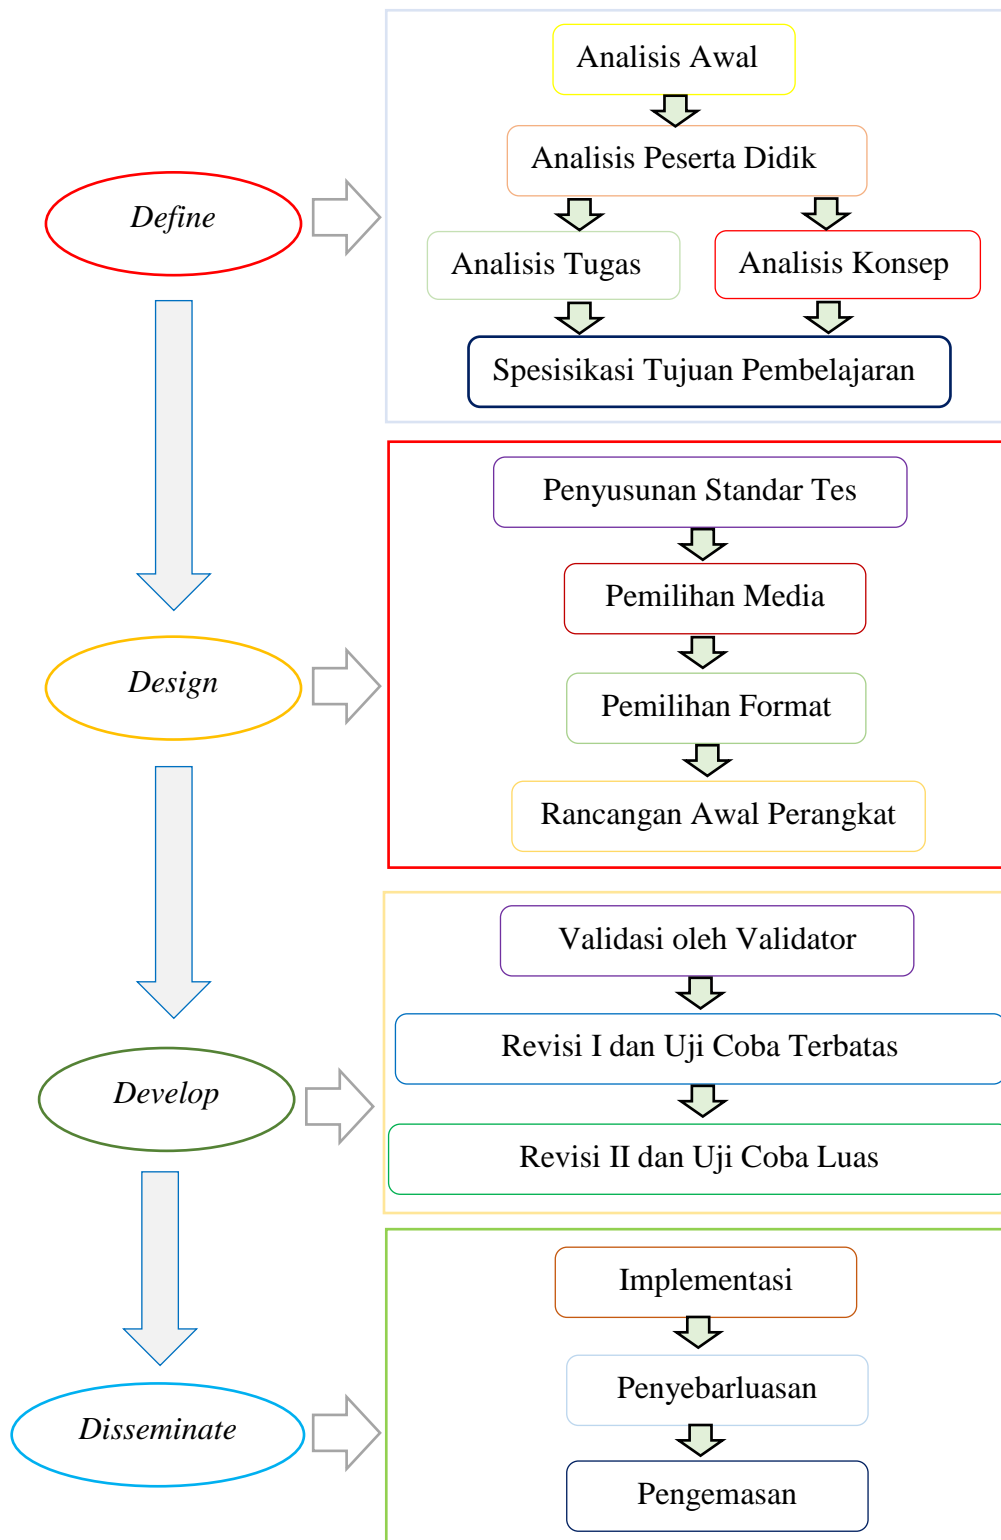 Analisis Awal
Analisis Peserta Didik
Define
Analisis Tugas
Analisis Konsep
Spesisikasi Tujuan Pembelajaran
Penyusunan Standar Tes
Pemilihan Media
Design
Pemilihan Format
Rancangan Awal Perangkat
Validasi oleh Validator
Revisi I dan Uji Coba Terbatas
Develop
Revisi II dan Uji Coba Luas
Implementasi
Penyebarluasan
Disseminate
Pengemasan